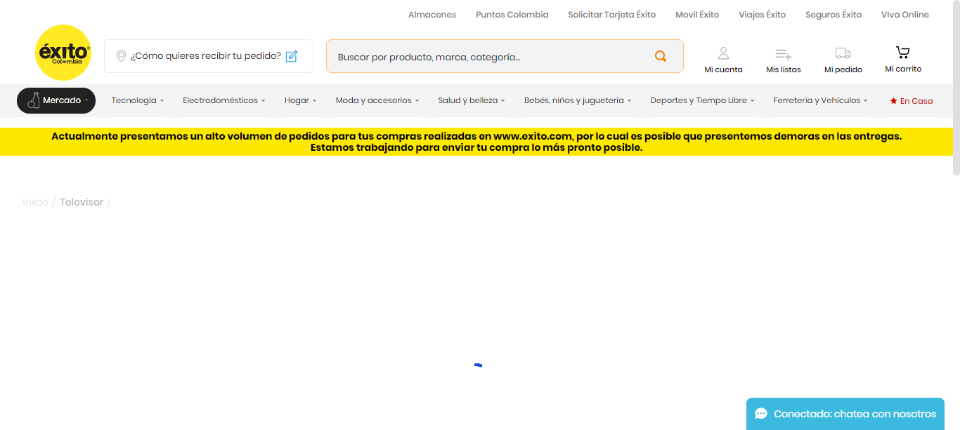 Almacenes Puntos Colombia Solicitar Tarjeta Éxito Movil Éxito Viajes Éxito Seguros Éxito VIva Online
éxito
Colombia
¿Cómo quieres recibir tu pedido?
Buscar por producto, marca, categoría...
Mi cuenta Mis listas Mi pedido Mi carrito
Mercado Tecnología Electrodomésticos Hogar Moda y accesorios Salud y belleza Bebés, niños y juguetería Deportes y Tiempo Libre Ferretería y Vehículos En Casa
Actualmente presentamos un alto volumen de pedidos para tus compras realizadas en www.exito.com, por lo cual es posible que presentemos demoras en las entregas.
Estamos trabajando para enviar tu compra lo más pronto posible.
Inicio / Televisor /
Conectado: chatea con nosotros